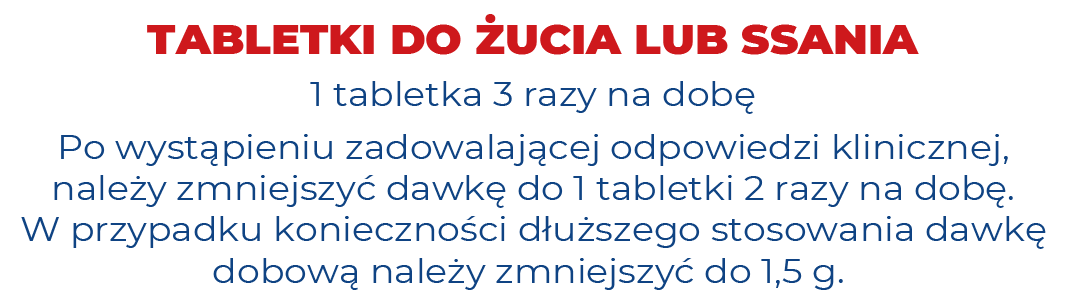 TABLETKI DO ŻUCIA LUB SSANIA
1 tabletka 3 razy na dobę
Po wystąpieniu zadowalającej odpowiedzi klinicznej,
należy zmniejszyć dawkę do 1 tabletki 2 razy na dobę.
W przypadku konieczności dłuższego stosowania dawkę
dobową należy zmniejszyć do 1,5 g.